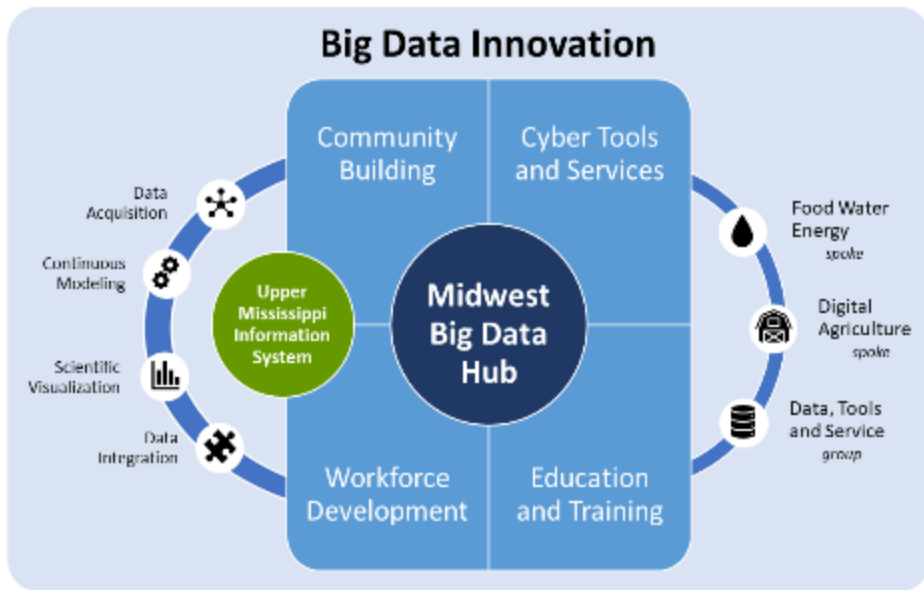 Big Data Innovation
Community
Building
Cyber Tools
and Services
Data
Acquisition
Continuous
Modeling
Scientific
Visualization
Data
Integration
Upper
Mississippi
Information
System
Midwest
Big Data
Hub
Food Water
Energy
spoke
Digital
Agriculture
spoke
Data, Tools
and Service
group
Workforce
Development
Education
and Training